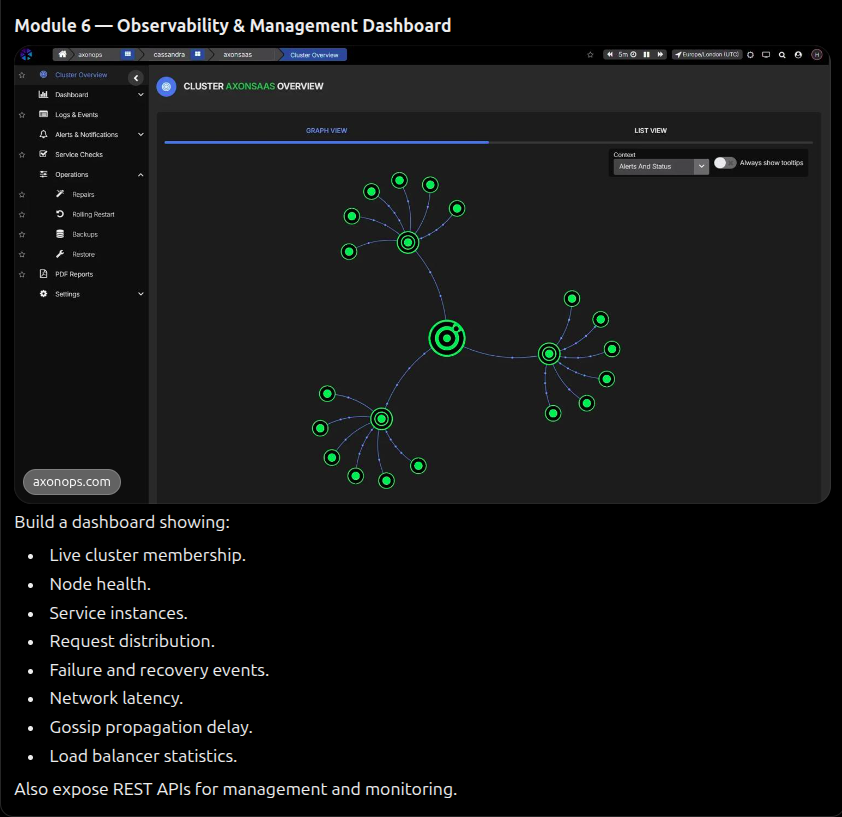 Module 6 — Observability & Management Dashboard
axonops
cassandra
axonsaas
Cluster Overview
5m
Europe/London (UTC)
H
Cluster Overview
Dashboard
Logs & Events
Alerts & Notifications
Service Checks
Operations
Repairs
Rolling Restart
Backups
Restore
PDF Reports
Settings
CLUSTER AXONSAAS OVERVIEW
GRAPH VIEW
LIST VIEW
Context
Alerts And Status
Always show tooltips
axonops.com
Build a dashboard showing:
• Live cluster membership.
• Node health.
• Service instances.
• Request distribution.
• Failure and recovery events.
• Network latency.
• Gossip propagation delay.
• Load balancer statistics.
Also expose REST APIs for management and monitoring.